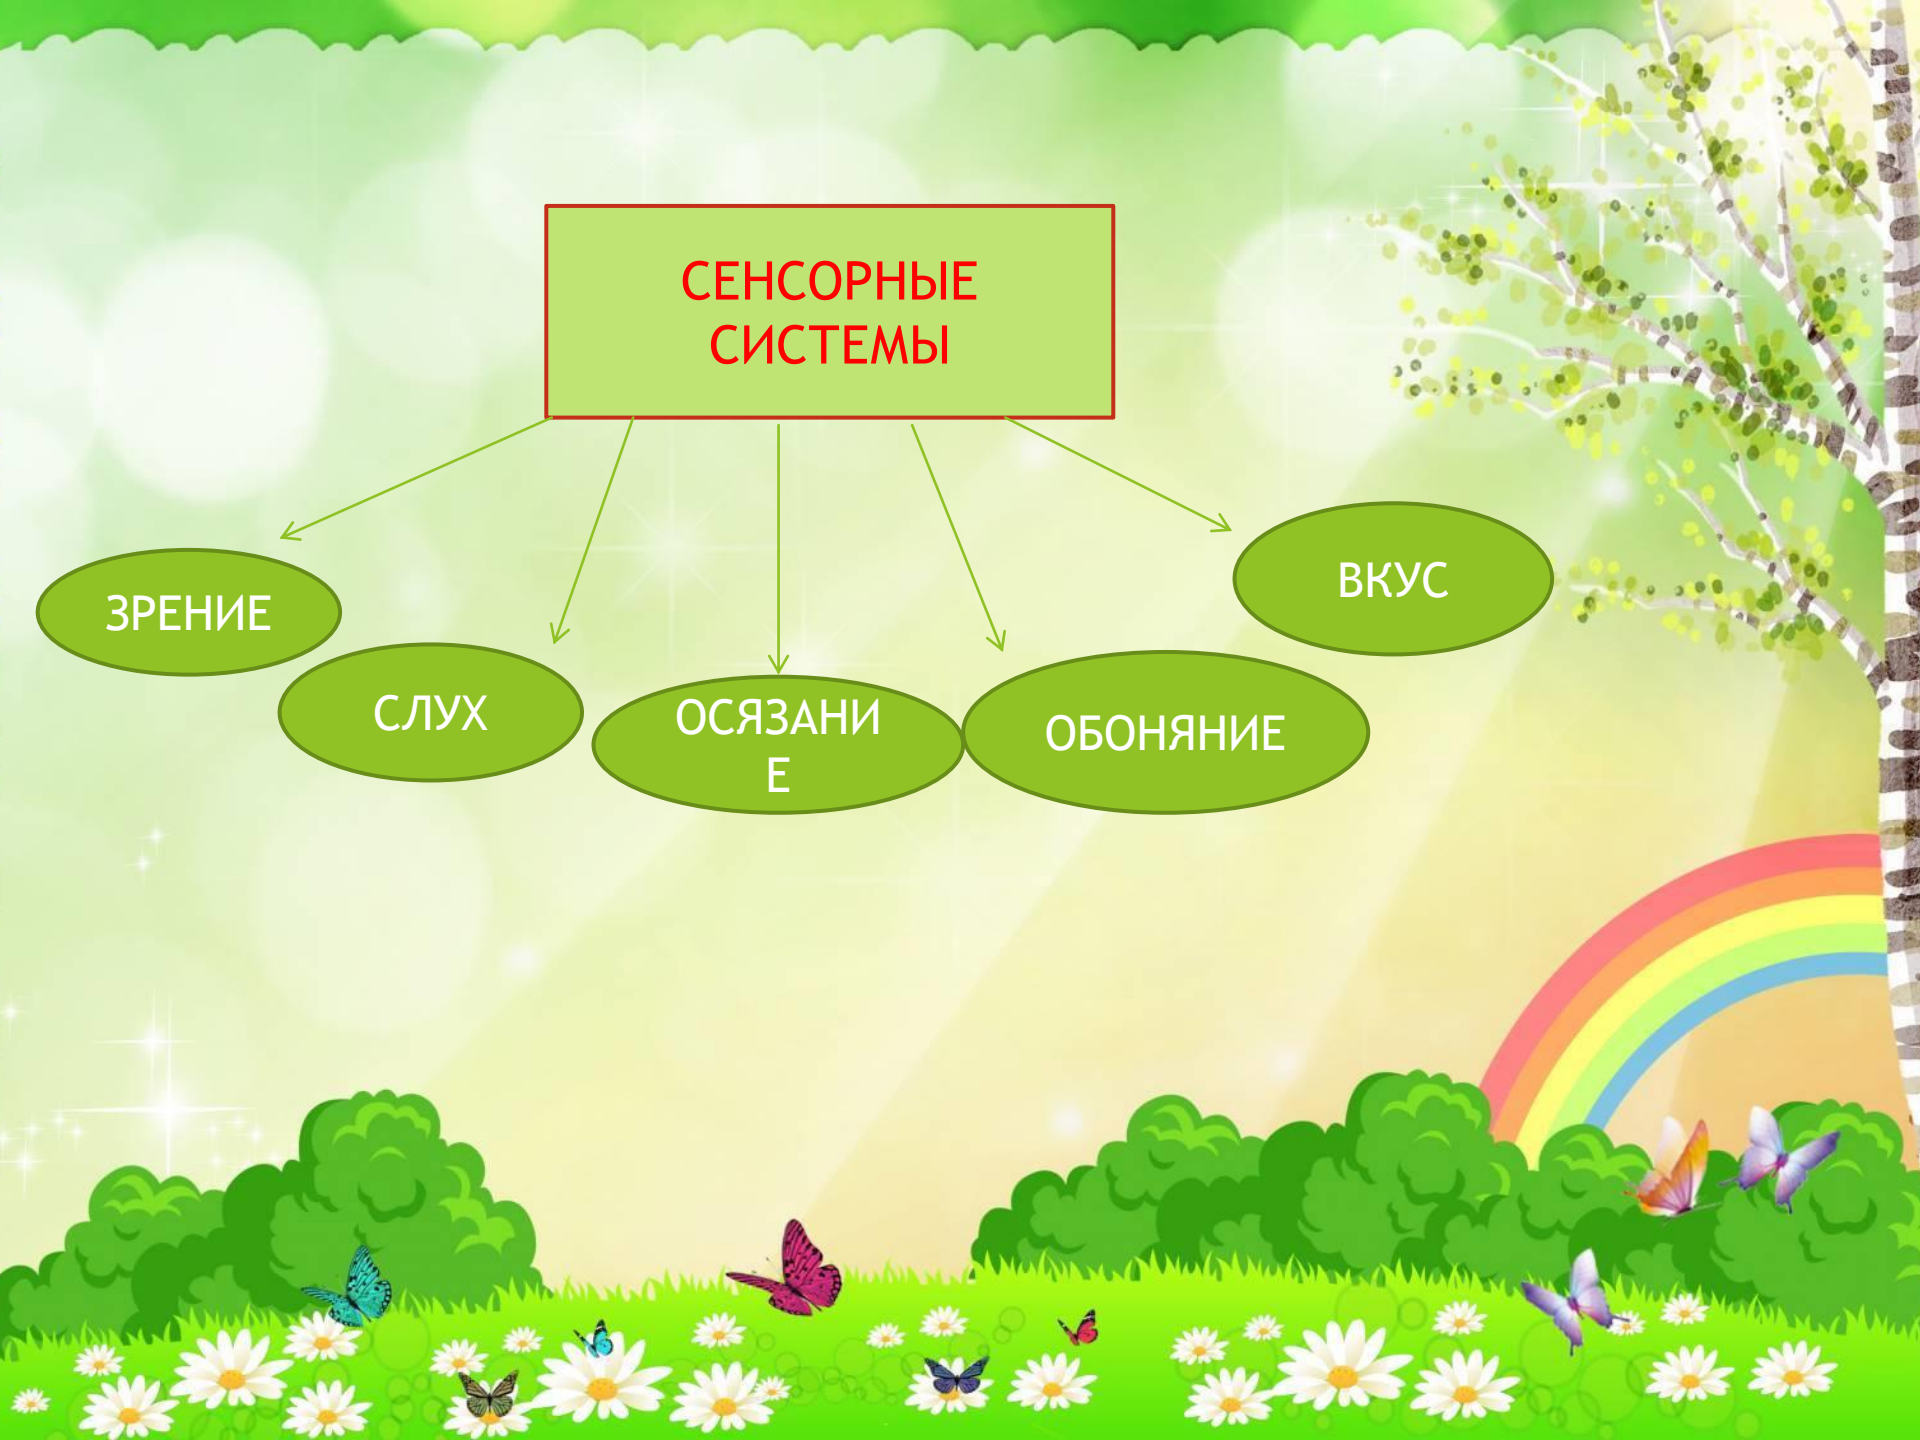 СЕНСОРНЫЕ
СИСТЕМЫ
ЗРЕНИЕ
СЛУХ
ОСЯЗАНИ
Е
ОБОНЯНИЕ
ВКУС